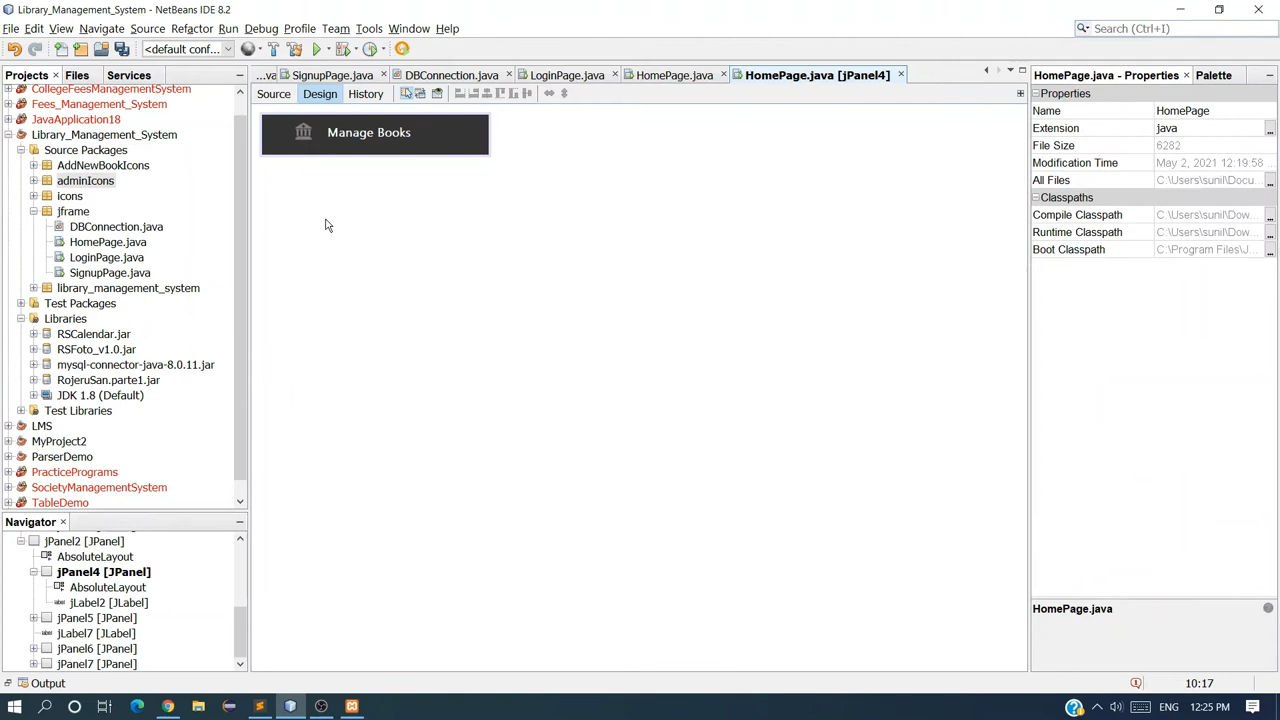 Library_Management_System - NetBeans IDE 8.2
File Edit View Navigate Source Refactor Run Debug Profile Team Tools Window Help
Search (Ctrl+I)
<default conf...
Projects Files Services
...va SignupPage.java DBConnection.java LoginPage.java HomePage.java HomePage.java [jPanel4]
HomePage.java - Properties Palette
Source Design History
CollegeFeesManagementSystem
Fees_Management_System
JavaApplication18
Library_Management_System
Source Packages
AddNewBookIcons
adminIcons
icons
jframe
DBConnection.java
HomePage.java
LoginPage.java
SignupPage.java
library_management_system
Test Packages
Libraries
RSCalendar.jar
RSFoto_v1.0.jar
mysql-connector-java-8.0.11.jar
RojeruSan.parte1.jar
JDK 1.8 (Default)
Test Libraries
LMS
MyProject2
ParserDemo
PracticePrograms
SocietyManagementSystem
TableDemo
Manage Books
Properties
Name HomePage
Extension java
File Size 6282
Modification Time May 2, 2021 12:19:58
All Files C:\Users\sunil\Docu...
Classpaths
Compile Classpath C:\Users\sunil\Dow...
Runtime Classpath C:\Users\sunil\Dow...
Boot Classpath C:\Program Files\J...
Navigator
jPanel2 [JPanel]
AbsoluteLayout
jPanel4 [JPanel]
AbsoluteLayout
jLabel2 [JLabel]
jPanel5 [JPanel]
jLabel7 [JLabel]
jPanel6 [JPanel]
jPanel7 [JPanel]
HomePage.java
Output
10:17
ENG 12:25 PM